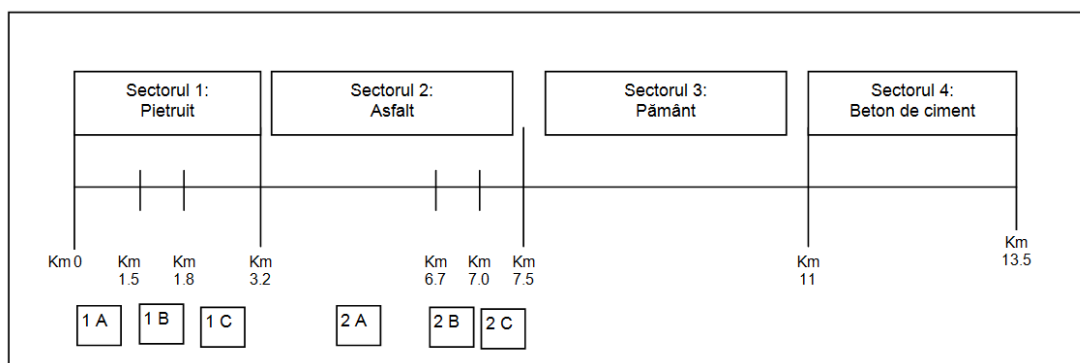 Sectorul 1:
Pietruit
Sectorul 2:
Asfalt
Sectorul 3:
Pământ
Sectorul 4:
Beton de ciment
Km 0
Km
1.5
Km
1.8
Km
3.2
Km
6.7
Km
7.0
Km
7.5
Km
11
Km
13.5
1 A
1 B
1 C
2 A
2 B
2 C